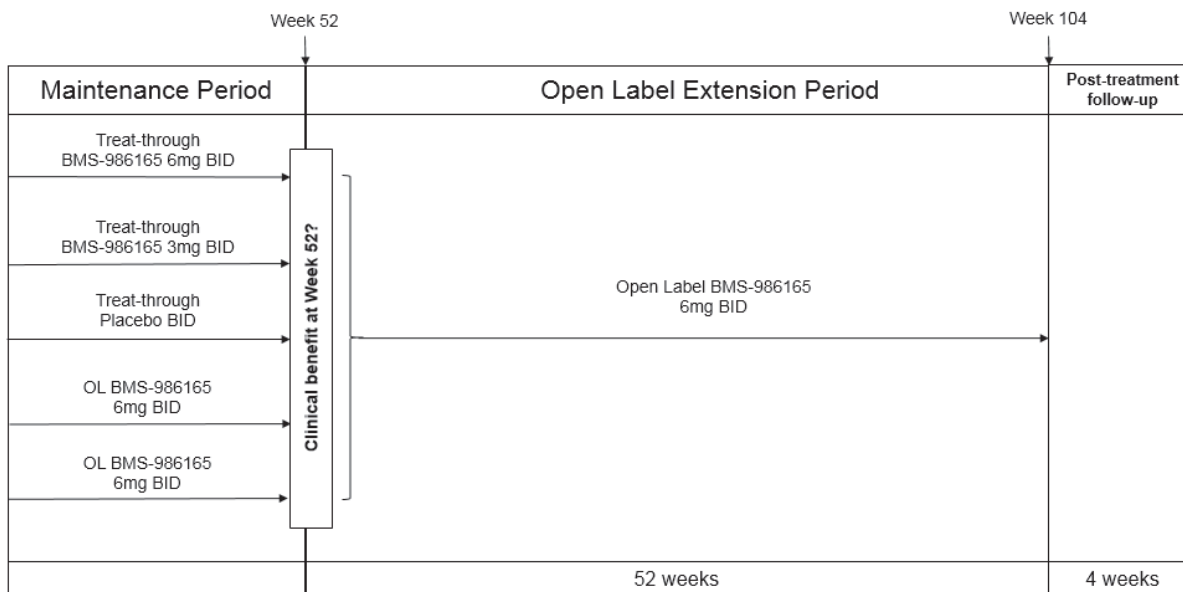 Week 52
Week 104
Maintenance Period
Open Label Extension Period
Post-treatment
follow-up
Treat-through
BMS-986165 6mg BID
Treat-through
BMS-986165 3mg BID
Treat-through
Placebo BID
OL BMS-986165
6mg BID
OL BMS-986165
6mg BID
Clinical benefit at Week 52?
Open Label BMS-986165
6mg BID
52 weeks
4 weeks